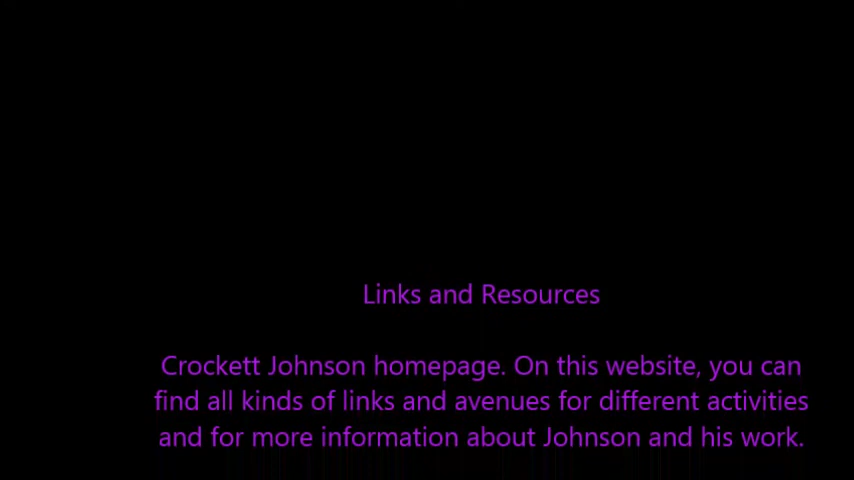 Links and Resources
Crockett Johnson homepage. On this website, you can
find all kinds of links and avenues for different activities
and for more information about Johnson and his work.